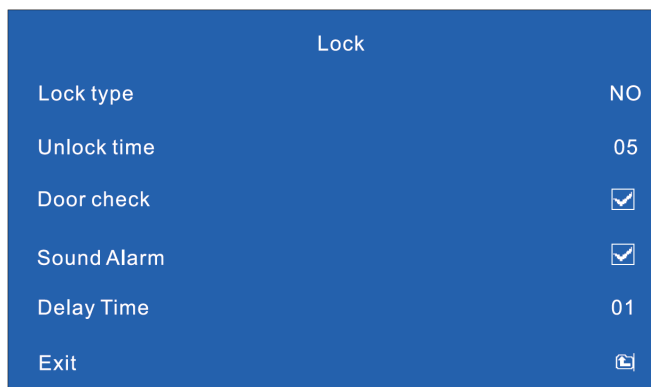 Lock
Lock type NO
Unlock time 05
Door check
Sound Alarm
Delay Time 01
Exit